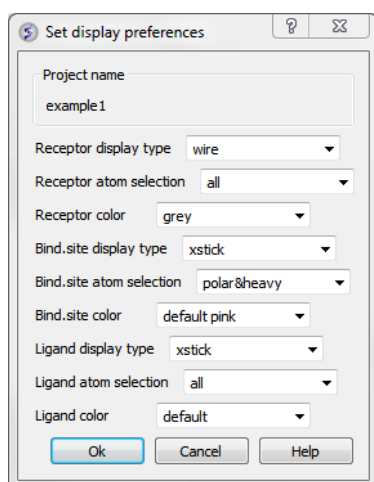 Set display preferences
Project name
example1
Receptor display type wire
Receptor atom selection all
Receptor color grey
Bind.site display type xstick
Bind.site atom selection polar&heavy
Bind.site color default pink
Ligand display type xstick
Ligand atom selection all
Ligand color default
Ok Cancel Help